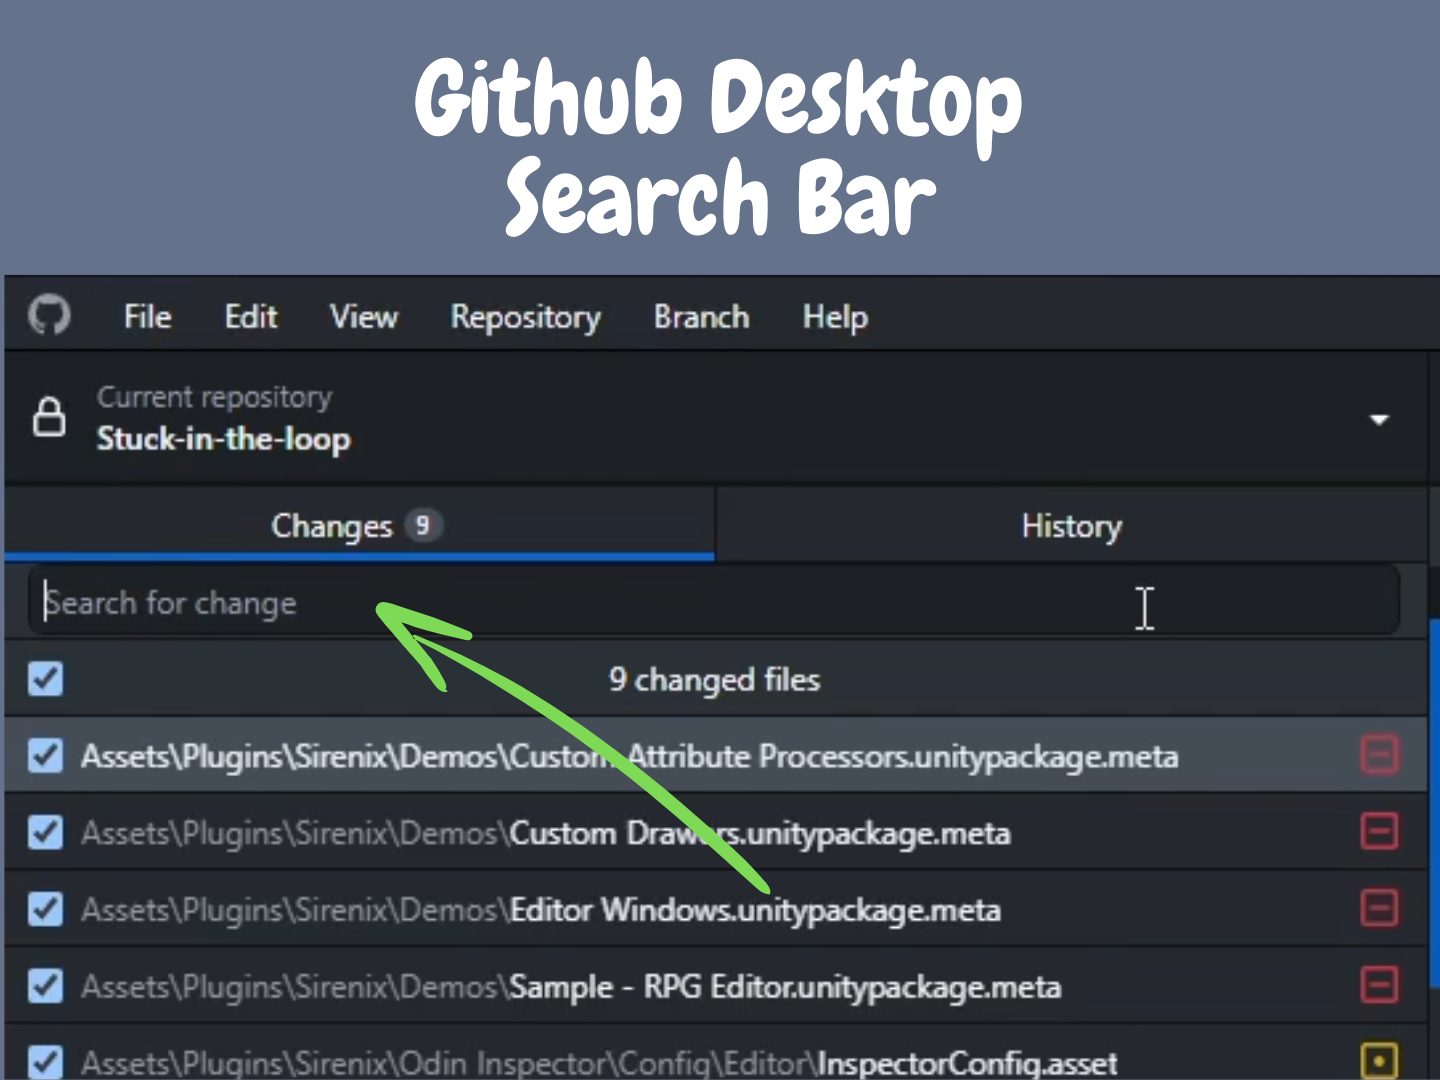 Github Desktop
Search Bar
File Edit View Repository Branch Help
Current repository
Stuck-in-the-loop
Changes 9 History
Search for change
9 changed files
Assets\Plugins\Sirenix\Demos\Custom Attribute Processors.unitypackage.meta
Assets\Plugins\Sirenix\Demos\Custom Drawers.unitypackage.meta
Assets\Plugins\Sirenix\Demos\Editor Windows.unitypackage.meta
Assets\Plugins\Sirenix\Demos\Sample - RPG Editor.unitypackage.meta
Assets\Plugins\Sirenix\Odin Inspector\Config\Editor\InspectorConfig.asset